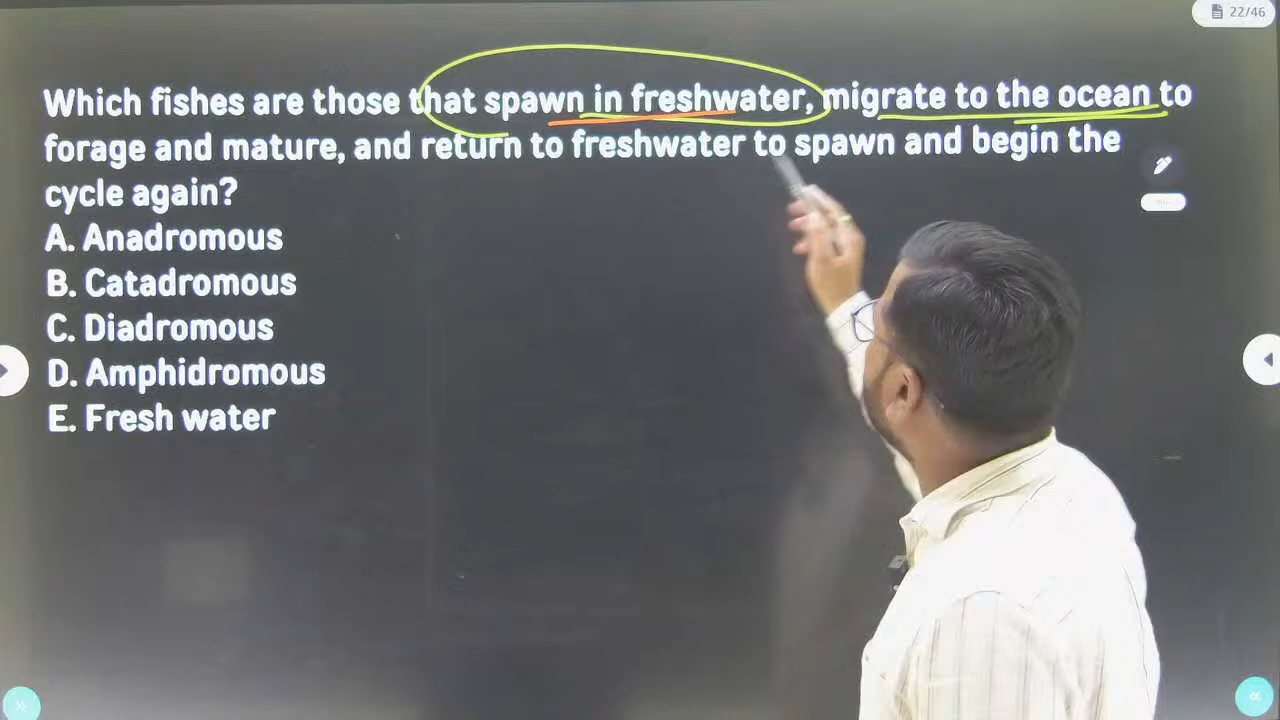 22/46
Which fishes are those that spawn in freshwater, migrate to the ocean to
forage and mature, and return to freshwater to spawn and begin the
cycle again?
A. Anadromous
B. Catadromous
C. Diadromous
D. Amphidromous
E. Fresh water